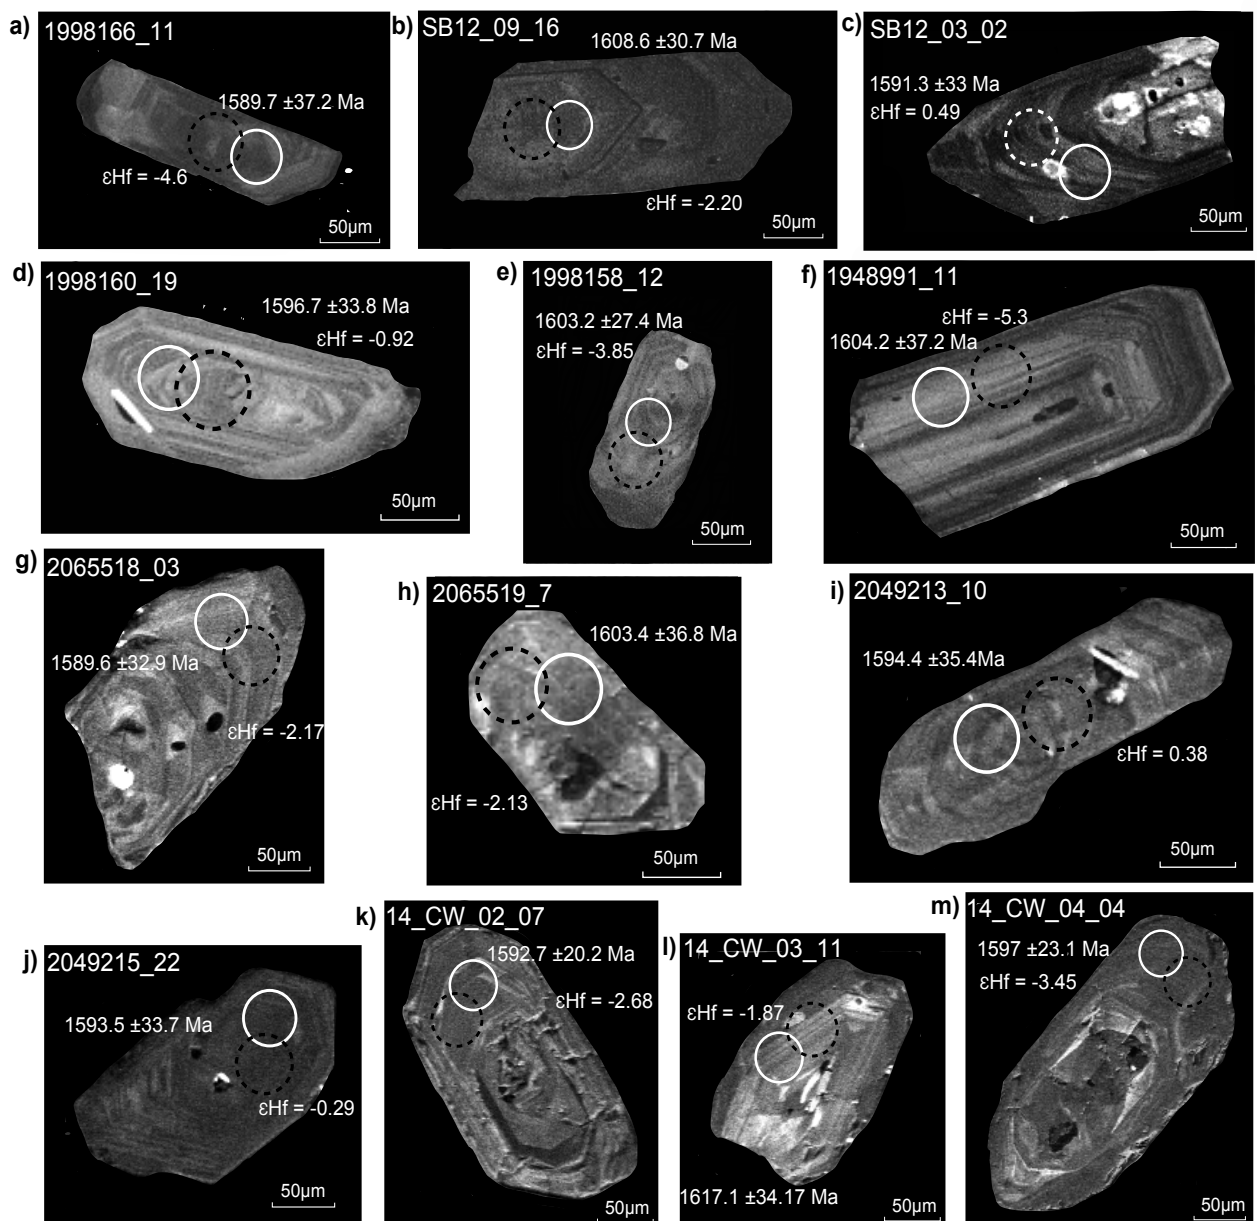 a)
1998166_11
1589.7 ±37.2 Ma
εHf = -4.6
50µm
b)
SB12_09_16
1608.6 ±30.7 Ma
εHf = -2.20
50µm
c)
SB12_03_02
1591.3 ±33 Ma
εHf = 0.49
50µm
d)
1998160_19
1596.7 ±33.8 Ma
εHf = -0.92
50µm
e)
1998158_12
1603.2 ±27.4 Ma
εHf = -3.85
50µm
f)
1948991_11
εHf = -5.3
1604.2 ±37.2 Ma
50µm
g)
2065518_03
1589.6 ±32.9 Ma
εHf = -2.17
50µm
h)
2065519_7
1603.4 ±36.8 Ma
εHf = -2.13
50µm
i)
2049213_10
1594.4 ±35.4Ma
εHf = 0.38
50µm
j)
2049215_22
1593.5 ±33.7 Ma
εHf = -0.29
50µm
k)
14_CW_02_07
1592.7 ±20.2 Ma
εHf = -2.68
50µm
l)
14_CW_03_11
εHf = -1.87
1617.1 ±34.17 Ma
50µm
m)
14_CW_04_04
1597 ±23.1 Ma
εHf = -3.45
50µm